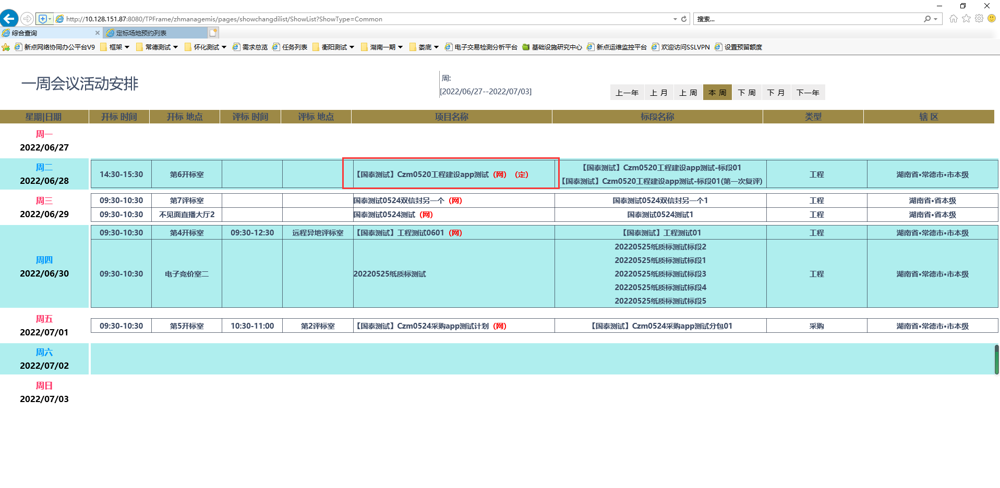 http://10.128.151.87:8080/TPFrame/zhmanagemis/pages/showchangdilist/ShowList?ShowType=Common
搜索...
综合查询
定标场地预约列表
新点网络协同办公平台V9 框架 常德测试 怀化测试 需求总览 任务列表 衡阳测试 湖南一期 娄底 电子交易检测分析平台 基础设施研究中心 新点运维监控平台 欢迎访问SSLVPN 设置预留额度
一周会议活动安排
周:
[2022/06/27--2022/07/03]
上一年 上 月 上 周 本 周 下 周 下 月 下一年
星期|日期 开标 时间 开标 地点 评标 时间 评标 地点 项目名称 标段名称 类型 辖 区
周一
2022/06/27
周二
2022/06/28
14:30-15:30 第6开标室 【国泰测试】Czm0520工程建设app测试（网）（定）
【国泰测试】Czm0520工程建设app测试-标段01
【国泰测试】Czm0520工程建设app测试-标段01(第一次复评)
工程 湖南省•常德市•市本级
周三
2022/06/29
09:30-10:30 第7评标室 国泰测试0524双信封另一个（网） 国泰测试0524双信封另一个1 工程 湖南省•省本级
09:30-10:30 不见面直播大厅2 国泰测试0524测试（网） 国泰测试0524测试1 工程 湖南省•省本级
周四
2022/06/30
09:30-10:30 第4开标室 09:30-12:30 远程异地评标室 【国泰测试】工程测试0601（网） 【国泰测试】工程测试01 工程 湖南省•常德市•市本级
09:30-10:30 电子竞价室二 20220525纸质标测试
20220525纸质标测试标段2
20220525纸质标测试标段1
20220525纸质标测试标段3
20220525纸质标测试标段4
20220525纸质标测试标段5
工程 湖南省•常德市•市本级
周五
2022/07/01
09:30-10:30 第5开标室 10:30-11:00 第2评标室 【国泰测试】Czm0524采购app测试计划（网） 【国泰测试】Czm0524采购app测试分包01 采购 湖南省•常德市•市本级
周六
2022/07/02
周日
2022/07/03